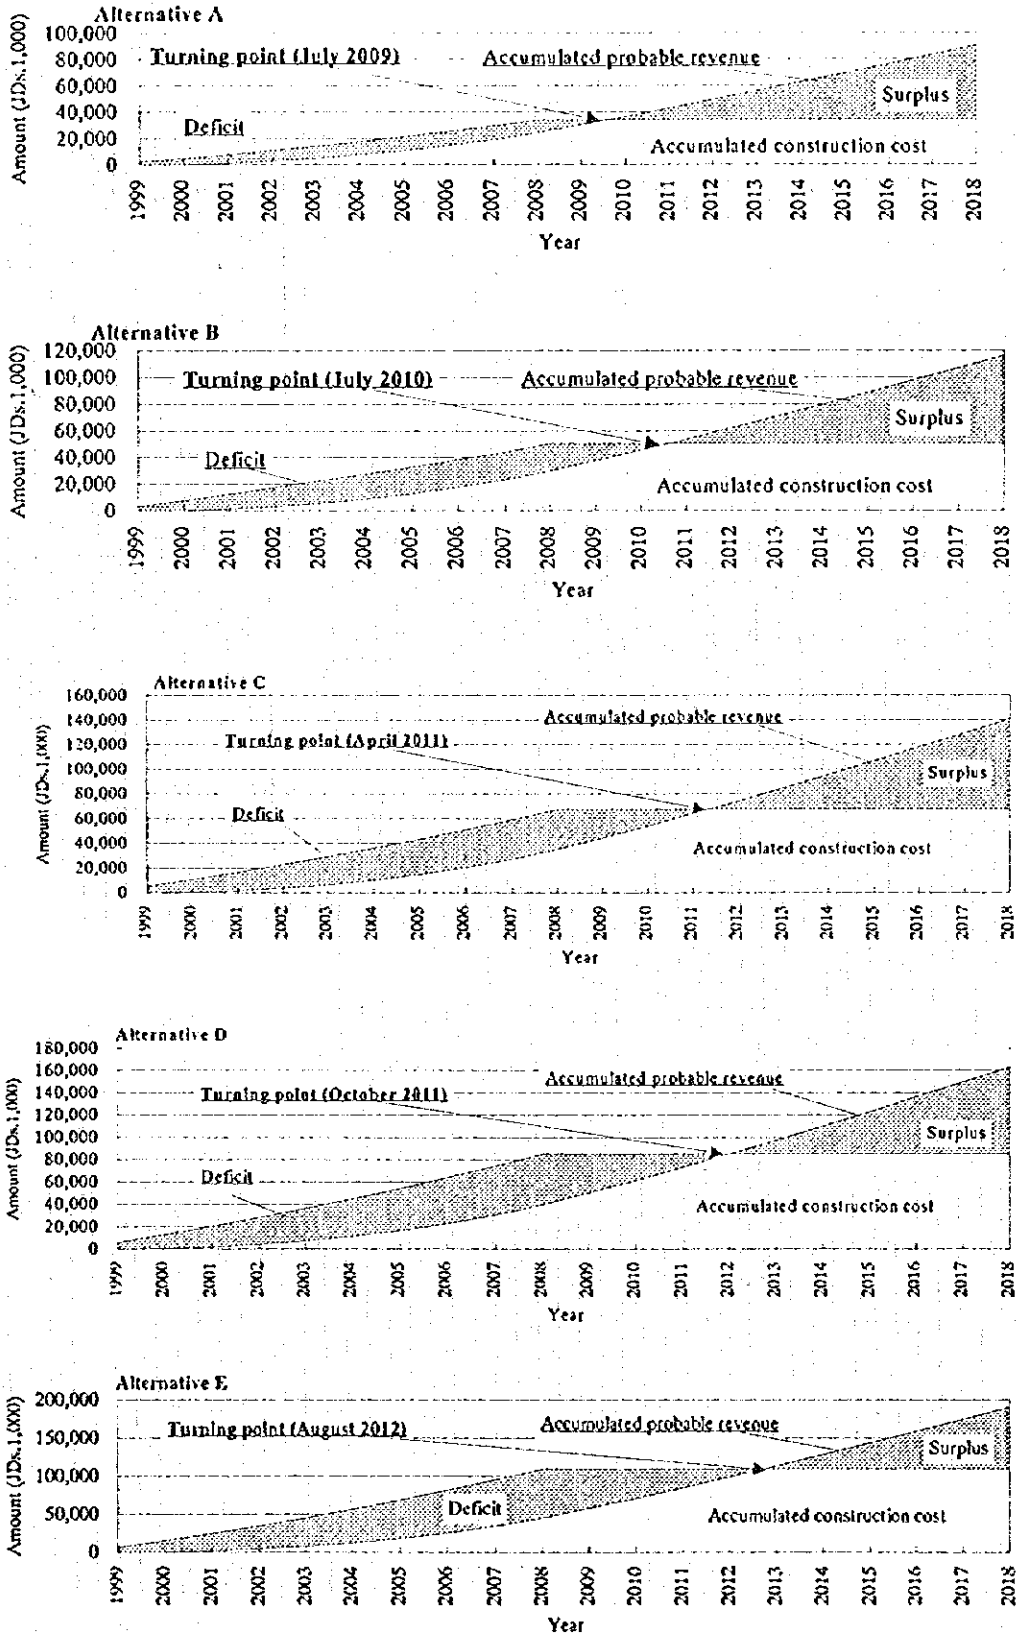 Alternative A
Amount (JDs.1,000)
100,000
80,000
60,000
40,000
20,000
0
Turning point (July 2009)
Accumulated probable revenue
Surplus
Deficit
Accumulated construction cost
1999 2000 2001 2002 2003 2004 2005 2006 2007 2008 2009 2010 2011 2012 2013 2014 2015 2016 2017 2018
Year
Alternative B
Amount (JDs.1,000)
120,000
100,000
80,000
60,000
40,000
20,000
0
Turning point (July 2010)
Accumulated probable revenue
Surplus
Deficit
Accumulated construction cost
1999 2000 2001 2002 2003 2004 2005 2006 2007 2008 2009 2010 2011 2012 2013 2014 2015 2016 2017 2018
Year
Alternative C
Amount (JDs.1,000)
160,000
140,000
120,000
100,000
80,000
60,000
40,000
20,000
0
Accumulated probable revenue
Turning point (April 2011)
Surplus
Deficit
Accumulated construction cost
1999 2000 2001 2002 2003 2004 2005 2006 2007 2008 2009 2010 2011 2012 2013 2014 2015 2016 2017 2018
Year
Alternative D
Amount (JDs.1,000)
180,000
160,000
140,000
120,000
100,000
80,000
60,000
40,000
20,000
0
Accumulated probable revenue
Turning point (October 2011)
Surplus
Deficit
Accumulated construction cost
1999 2000 2001 2002 2003 2004 2005 2006 2007 2008 2009 2010 2011 2012 2013 2014 2015 2016 2017 2018
Year
Alternative E
Amount (JDs.1,000)
200,000
150,000
100,000
50,000
0
Turning point (August 2012)
Accumulated probable revenue
Surplus
Deficit
Accumulated construction cost
1999 2000 2001 2002 2003 2004 2005 2006 2007 2008 2009 2010 2011 2012 2013 2014 2015 2016 2017 2018
Year